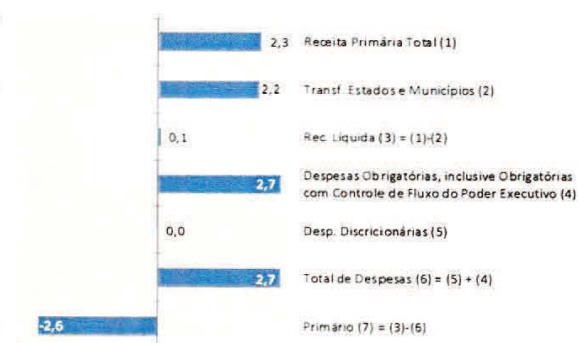 2,3 Receita Primária Total (1)
2,2 Transf. Estados e Municípios (2)
0,1 Rec. Líquida (3) = (1)-(2)
2,7 Despesas Obrigatórias, inclusive Obrigatórias
com Controle de Fluxo do Poder Executivo (4)
0,0 Desp. Discricionárias (5)
2,7 Total de Despesas (6) = (5) + (4)
-2,6 Primário (7) = (3)-(6)